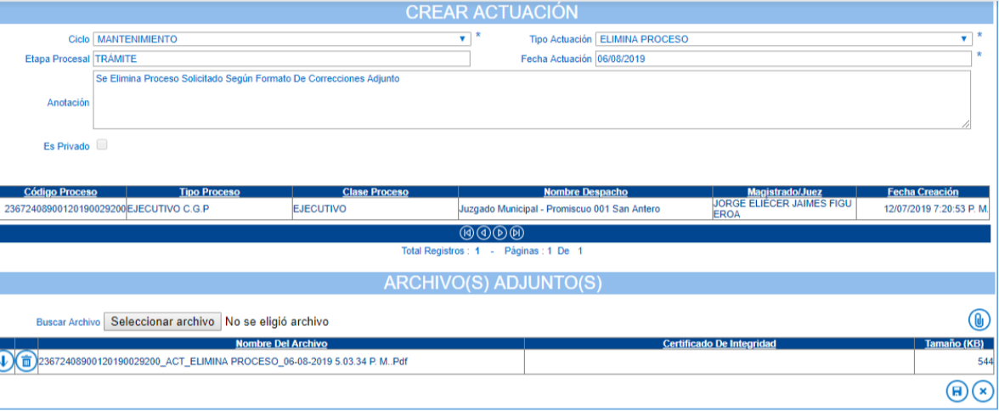 CREAR ACTUACIÓN
Ciclo MANTENIMIENTO * Tipo Actuación ELIMINA PROCESO *
Etapa Procesal TRÁMITE Fecha Actuación 06/08/2019 *
Se Elimina Proceso Solicitado Según Formato De Correcciones Adjunto
Anotación
Es Privado
Código Proceso Tipo Proceso Clase Proceso Nombre Despacho Magistrado/Juez Fecha Creación
23672408900120190029200 EJECUTIVO C.G.P EJECUTIVO Juzgado Municipal - Promiscuo 001 San Antero JORGE ELIÉCER JAIMES FIGU 12/07/2019 7:20:53 P. M.
EROA
Total Registros : 1 - Páginas : 1 De 1
ARCHIVO(S) ADJUNTO(S)
Buscar Archivo Seleccionar archivo No se eligió archivo
Nombre Del Archivo Certificado De Integridad Tamaño (KB)
23672408900120190029200_ACT_ELIMINA PROCESO_06-08-2019 5.03.34 P. M..Pdf 544